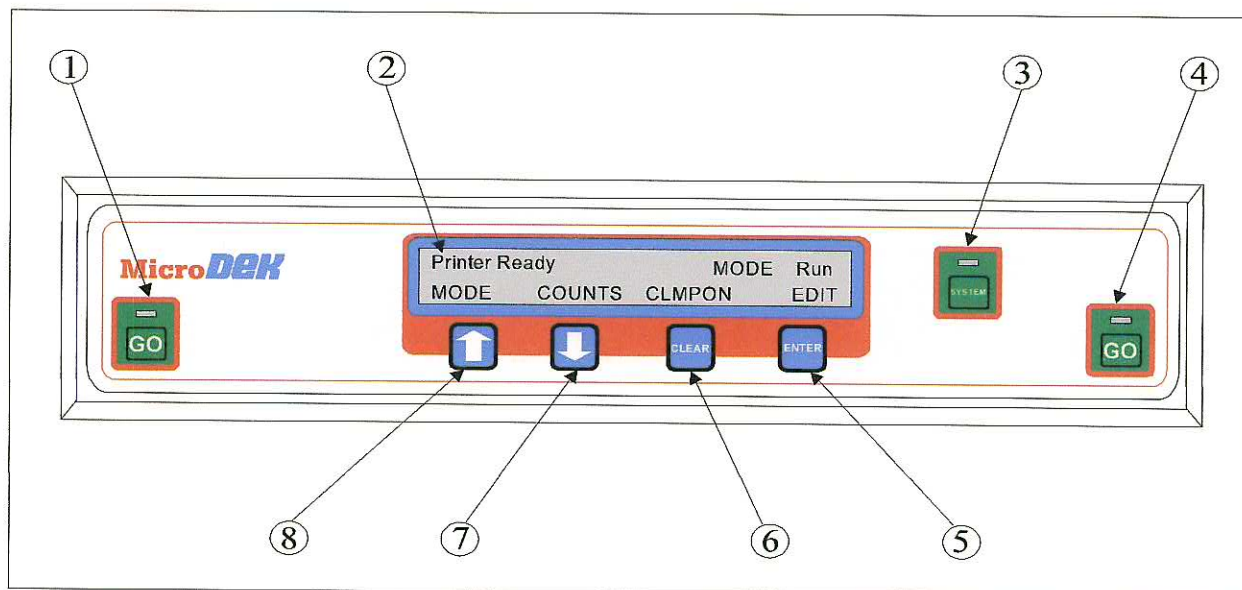 1 2 3 4
MicroDEK
Printer Ready MODE Run
MODE COUNTS CLMPON EDIT
SYSTEM
GO
GO
CLEAR ENTER
8 7 6 5